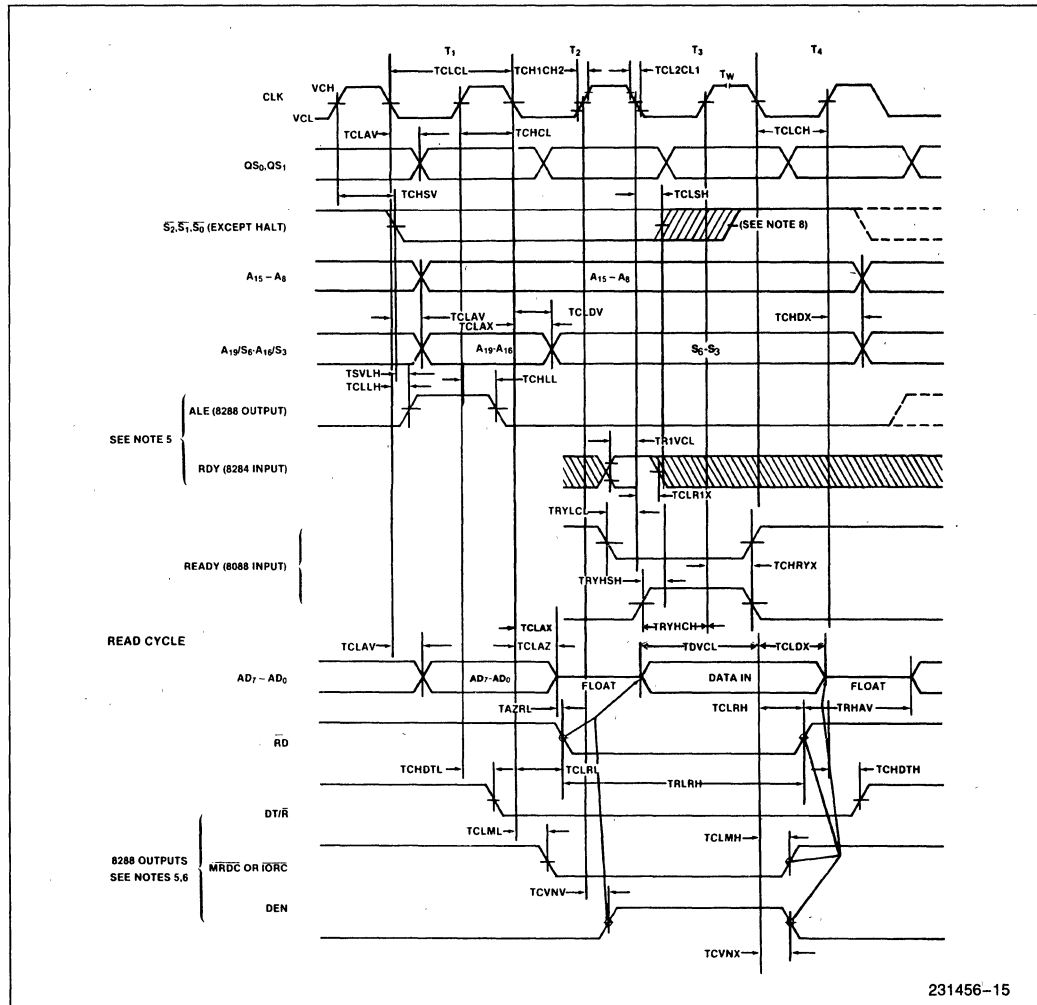 T1 T2 T3 T4
TCLCL TCH1CH2 TCL2CL1 TW
CLK VCH
VCL
TCLAV TCHCL TCLCH
QS0,QS1
TCHSV TCLSH
S2,S1,S0 (EXCEPT HALT) (SEE NOTE 8)
A15 – A8 A15 – A8
TCLAV TCLDV TCHDX
TCLAX
A19/S6-A16/S3 A19-A16 S6-S3
TSVLH TCHLL
TCLLH
ALE (8288 OUTPUT)
SEE NOTE 5 TR1VCL
RDY (8284 INPUT)
TCLR1X
TRYLCL
READY (8088 INPUT) TCHRYX
TRYHSH
TRYHCH
READ CYCLE TCLAX
TCLAV TCLAZ TDVCL TCLDX
AD7 – AD0 AD7-AD0 FLOAT DATA IN FLOAT
TAZRL TCLRH TRHAV
RD
TCHDTL TCLRL TRLRH TCHDTH
DT/R
TCLML TCLMH
8288 OUTPUTS
SEE NOTES 5,6
MRDC OR IORC
TCVNV
DEN
TCVNX
231456–15